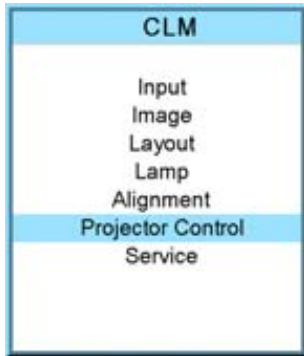 CLM
Input
Image
Layout
Lamp
Alignment
Projector Control
Service